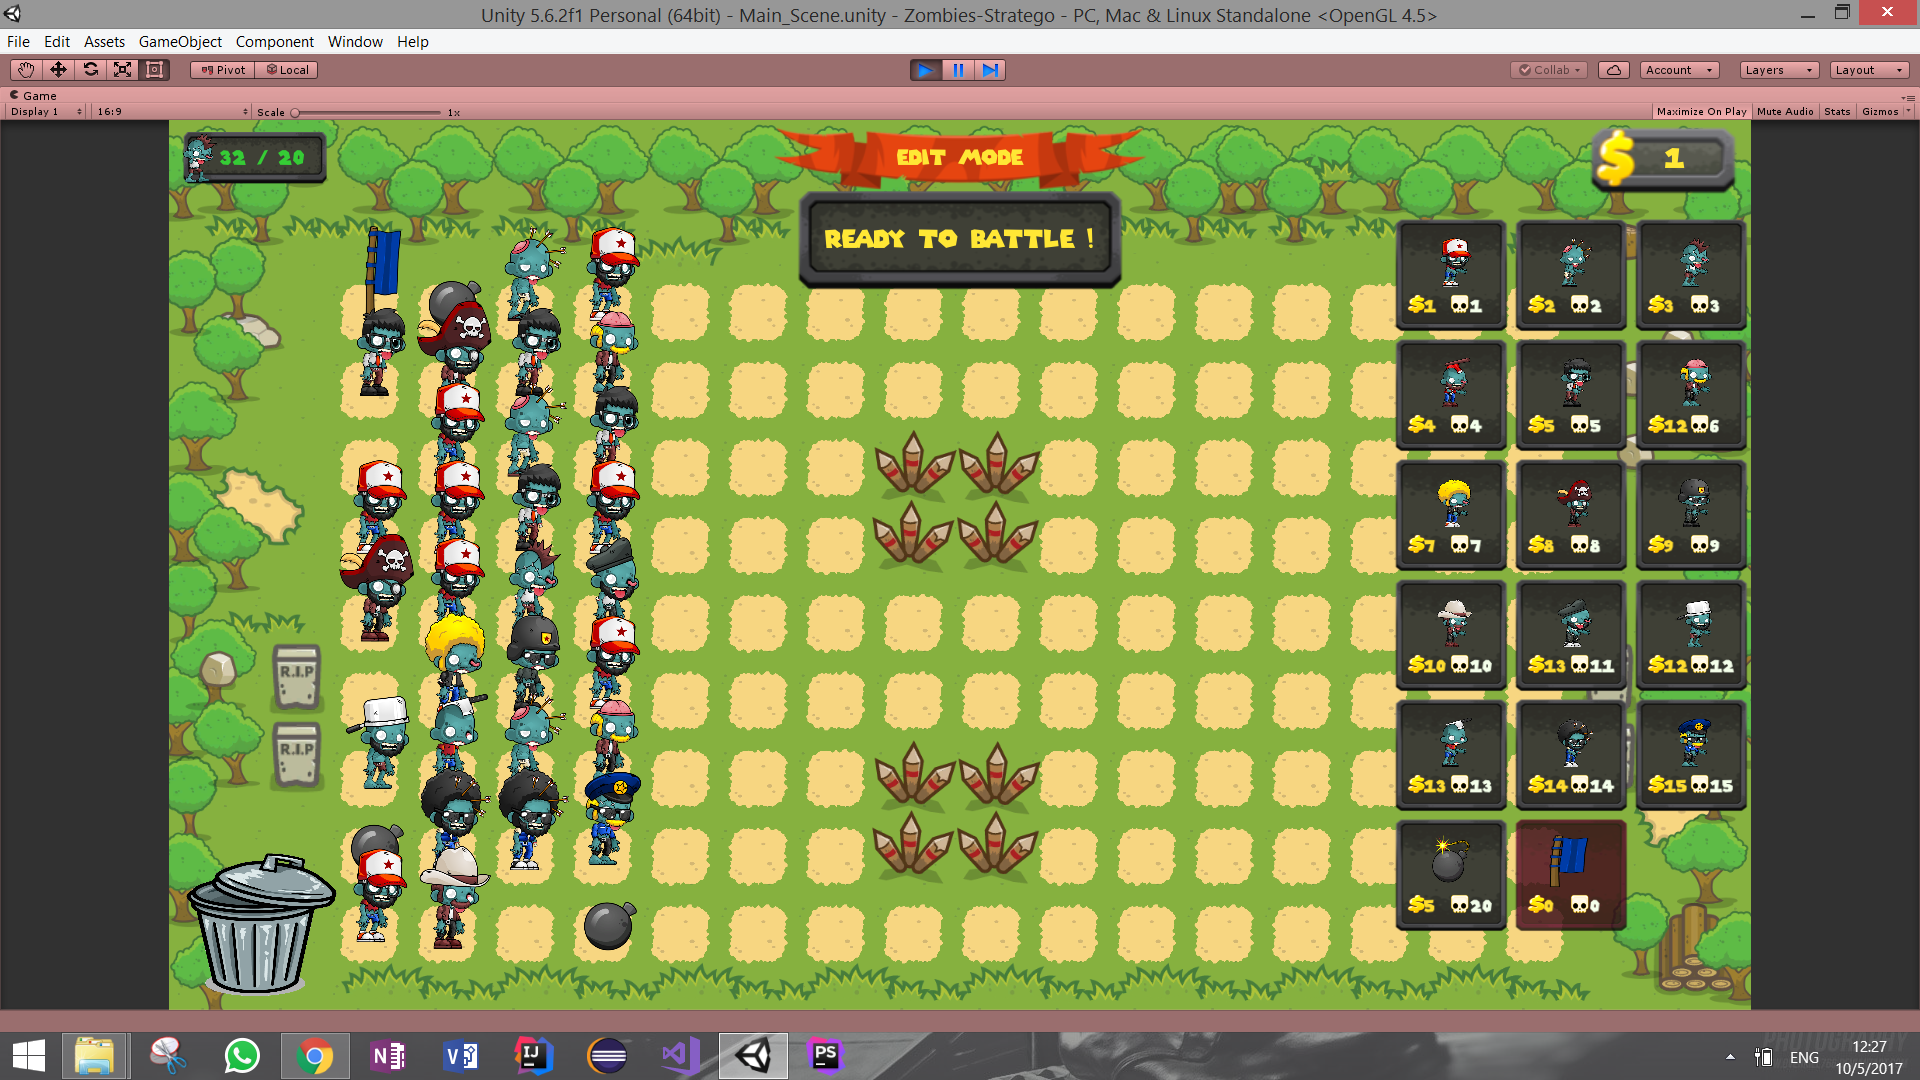 Unity 5.6.2f1 Personal (64bit) - Main_Scene.unity - Zombies-Stratego - PC, Mac & Linux Standalone <OpenGL 4.5>
File Edit Assets GameObject Component Window Help
Pivot Local Collab Account Layers Layout
Game
Display 1 16:9 Scale 1x Maximize On Play Mute Audio Stats Gizmos
32 / 20 EDIT MODE $ 1
READY TO BATTLE !
$1 1 $2 2 $3 3
$4 4 $5 5 $12 6
$7 7 $8 8 $9 9
$10 10 $13 11 $12 12
R.I.P
R.I.P
$13 13 $14 14 $15 15
$5 20 $0 0
N V IJ PS
ENG
12:27
10/5/2017